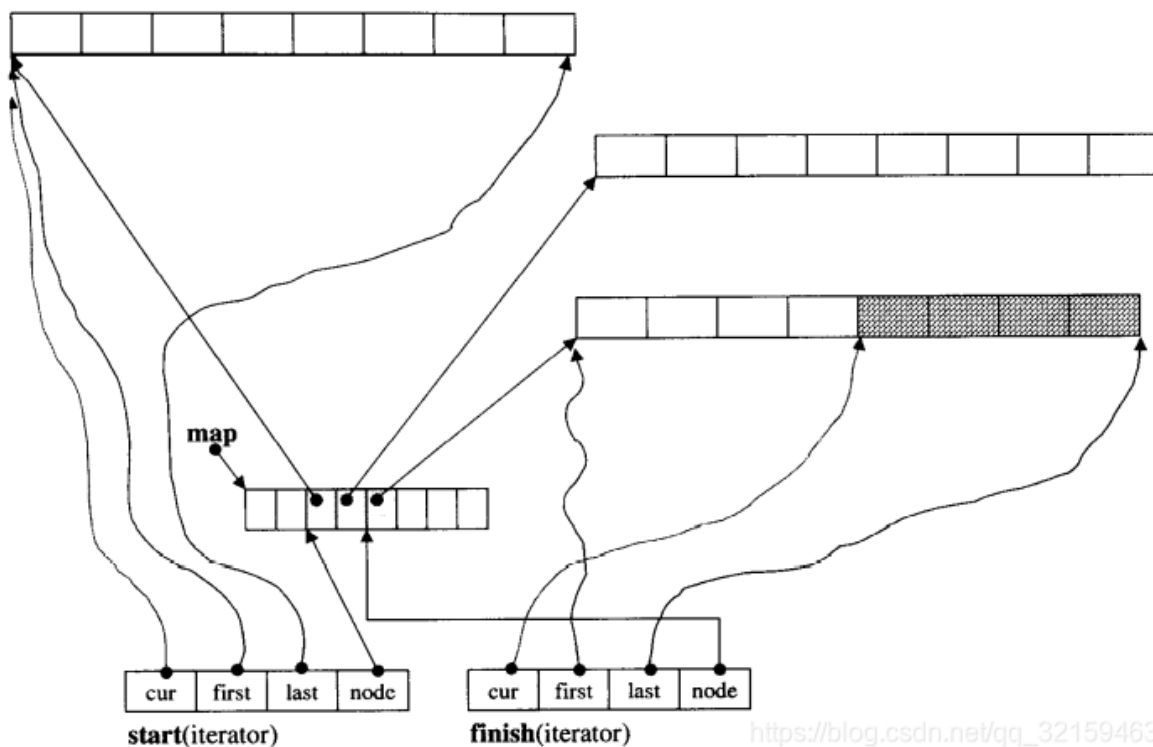 map
cur first last node
cur first last node
start(iterator)
finish(iterator)
https://blog.csdn.net/qq_32159463